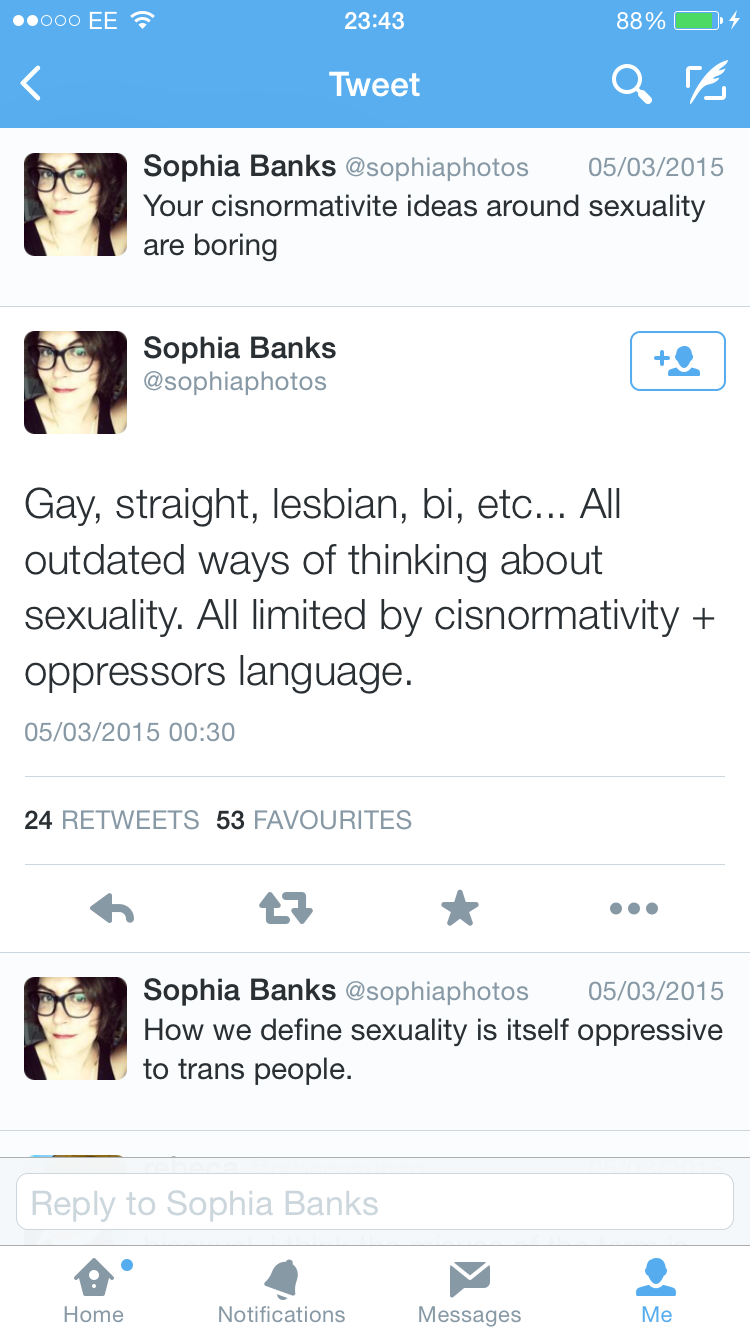 EE 23:43 88%
Tweet
Sophia Banks @sophiaphotos 05/03/2015
Your cisnormativite ideas around sexuality
are boring
Sophia Banks
@sophiaphotos
Gay, straight, lesbian, bi, etc... All
outdated ways of thinking about
sexuality. All limited by cisnormativity +
oppressors language.
05/03/2015 00:30
24 RETWEETS 53 FAVOURITES
Sophia Banks @sophiaphotos 05/03/2015
How we define sexuality is itself oppressive
to trans people.
Reply to Sophia Banks
Home Notifications Messages Me